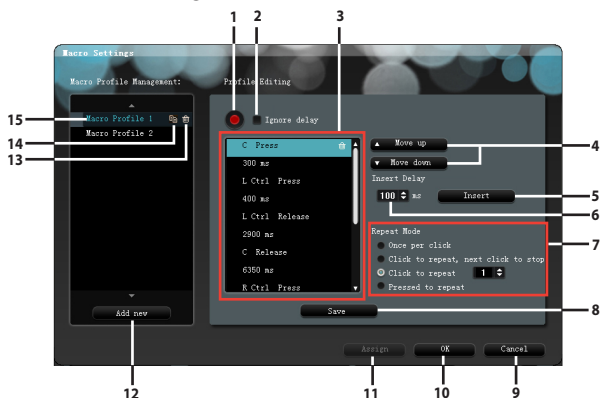 1 2 3
Macro Settings
Macro Profile Management: Profile Editing
15 Macro Profile 1
14 Macro Profile 2
13
Ignore delay
C Press
300 ms
L Ctrl Press
400 ms
L Ctrl Release
2900 ms
C Release
6350 ms
R Ctrl Press
Move up 4
Move down
Insert Delay
100 ms Insert 5
6
Repeat Mode
7
Once per click
Click to repeat, next click to stop
Click to repeat 1
Pressed to repeat
Add new
Save 8
Assign OK Cancel
12 11 10 9